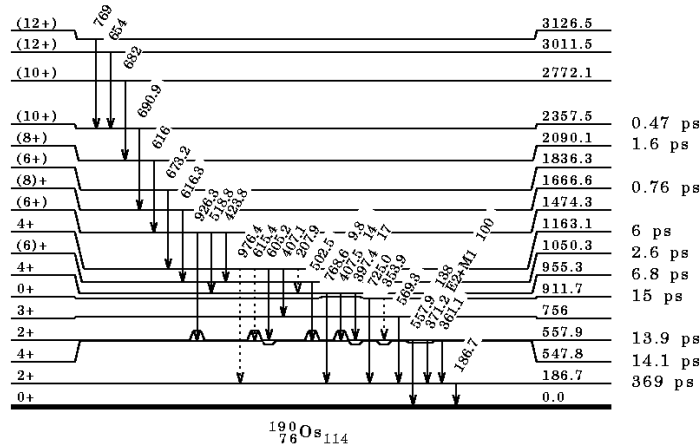 (12+) 3126.5
(12+) 3011.5
(10+) 2772.1
(10+) 2357.5 0.47 ps
(8+) 2090.1 1.6 ps
(6+) 1836.3
(8)+ 1666.6 0.76 ps
(6+) 1474.3
4+ 1163.1 6 ps
(6)+ 1050.3 2.6 ps
4+ 955.3 6.8 ps
0+ 911.7 15 ps
3+ 756
2+ 557.9 13.9 ps
4+ 547.8 14.1 ps
2+ 186.7 369 ps
0+ 0.0
769
654
682
690.9
616
673.2
616.3
926.3
518.8
423.8
976.4
615.4
605.2
407.1
207.9
502.5
768.6 9.8
407.5 14
397.4 17
725.0
353.9
569.3
557.9 138
371.2 E2+M1 100
361.1
186.7
190
76Os114